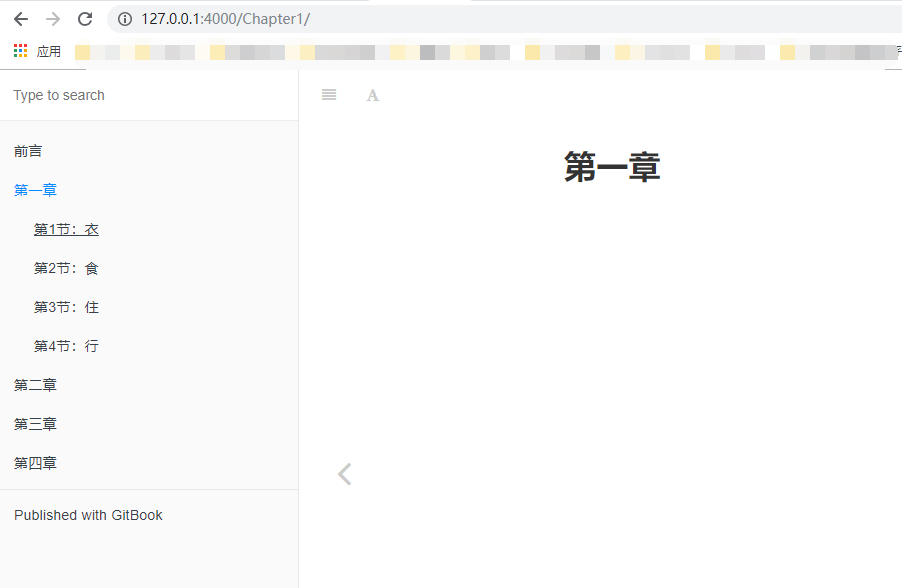 127.0.0.1:4000/Chapter1/
应用
Type to search
A
前言
第一章
第一章
第1节：衣
第2节：食
第3节：住
第4节：行
第二章
第三章
第四章
Published with GitBook